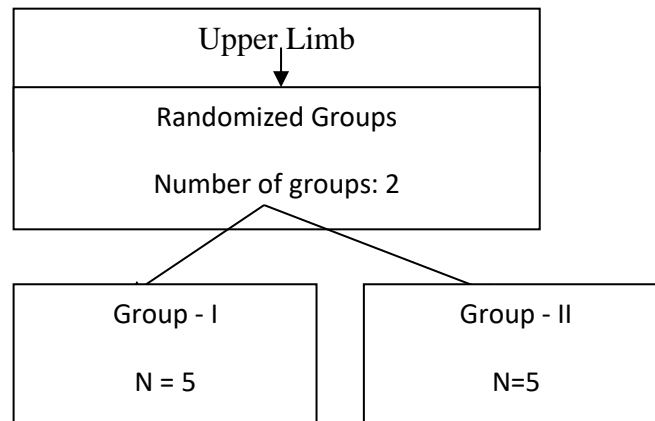 Upper Limb
Randomized Groups
Number of groups: 2
Group - I
N = 5
Group - II
N=5